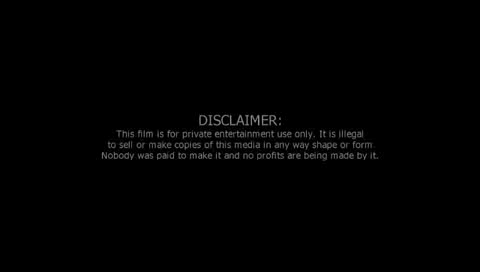 DISCLAIMER:
This film is for private entertainment use only. It is illegal
to sell or make copies of this media in any way shape or form
Nobody was paid to make it and no profits are being made by it.